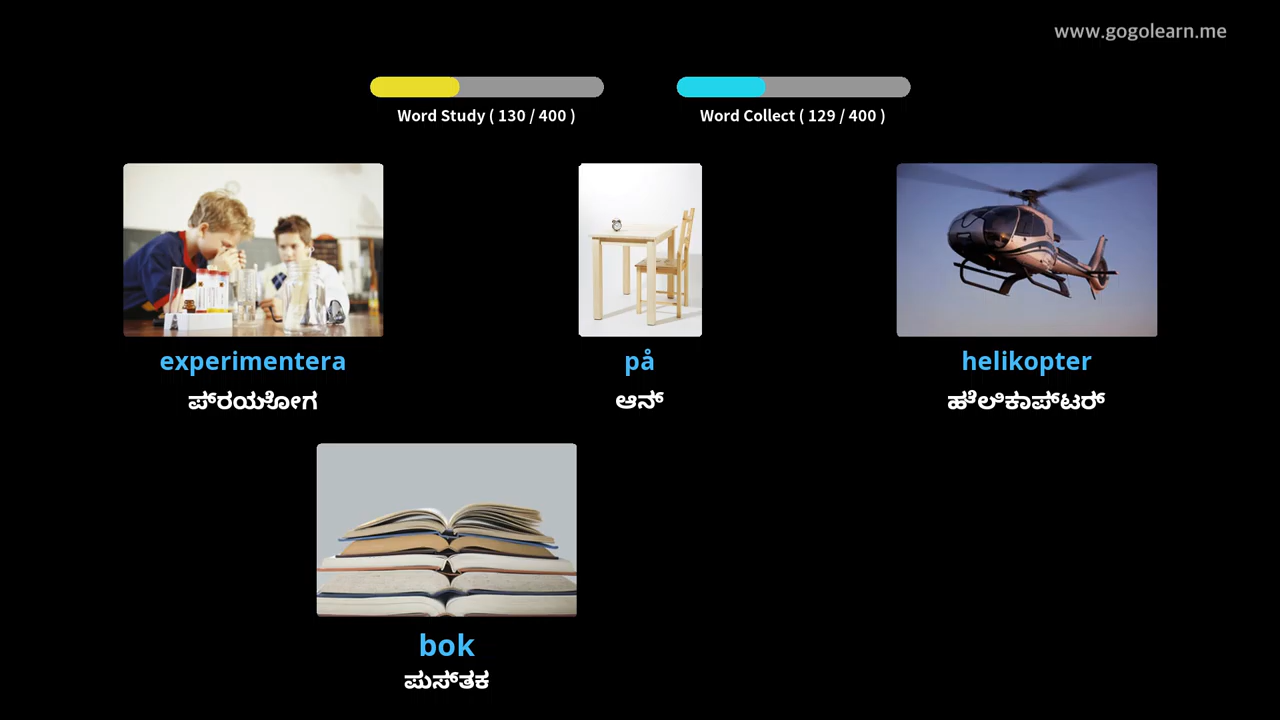 www.gogolearn.me
Word Study ( 130 / 400 )
Word Collect ( 129 / 400 )
experimentera
ಪ್ರಯೋಗ
på
ಆನ್
helikopter
ಹೆಲಿಕಾಪ್ಟರ್
bok
ಪುಸ್ತಕ